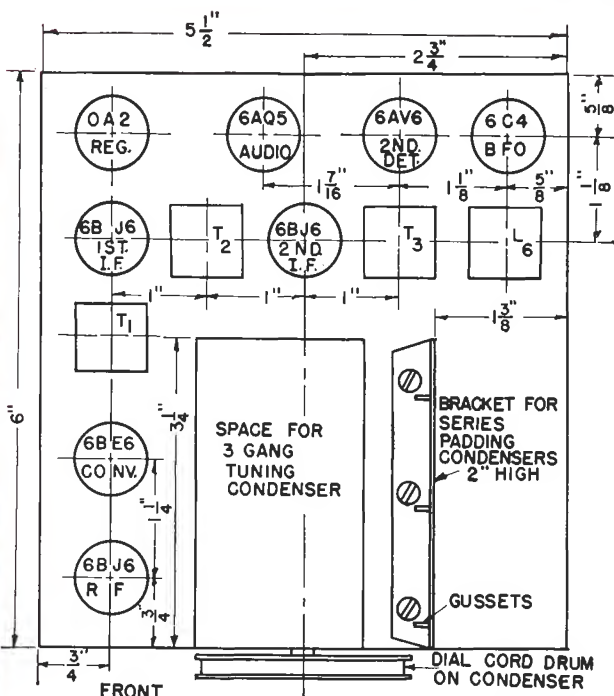 5 1/2"
2 3/4"
OA2
REG.
6AQ5
AUDIO
6AV6
2ND.
DET.
6C4
BFO
5/8"
1 7/16"
1 1/8"
5/8"
1 1/8"
6BJ6
1ST.
I.F.
T2
6BJ6
2ND
I.F.
T3
L6
1"
1"
1"
1 3/8"
T1
6"
3 1/4"
SPACE FOR
3 GANG
TUNING
CONDENSER
BRACKET FOR
SERIES
PADDING
CONDENSERS
2" HIGH
6BE6
CONV.
1 1/4"
6BJ6
RF
3/4"
GUSSETS
3/4"
FRONT
DIAL CORD DRUM
ON CONDENSER